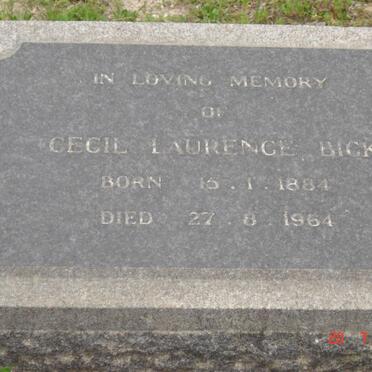 IN LOVING MEMORY
OF
CECIL LAURENCE BICK
BORN 15 . 1 . 1884
DIED 27 . 8 . 1964